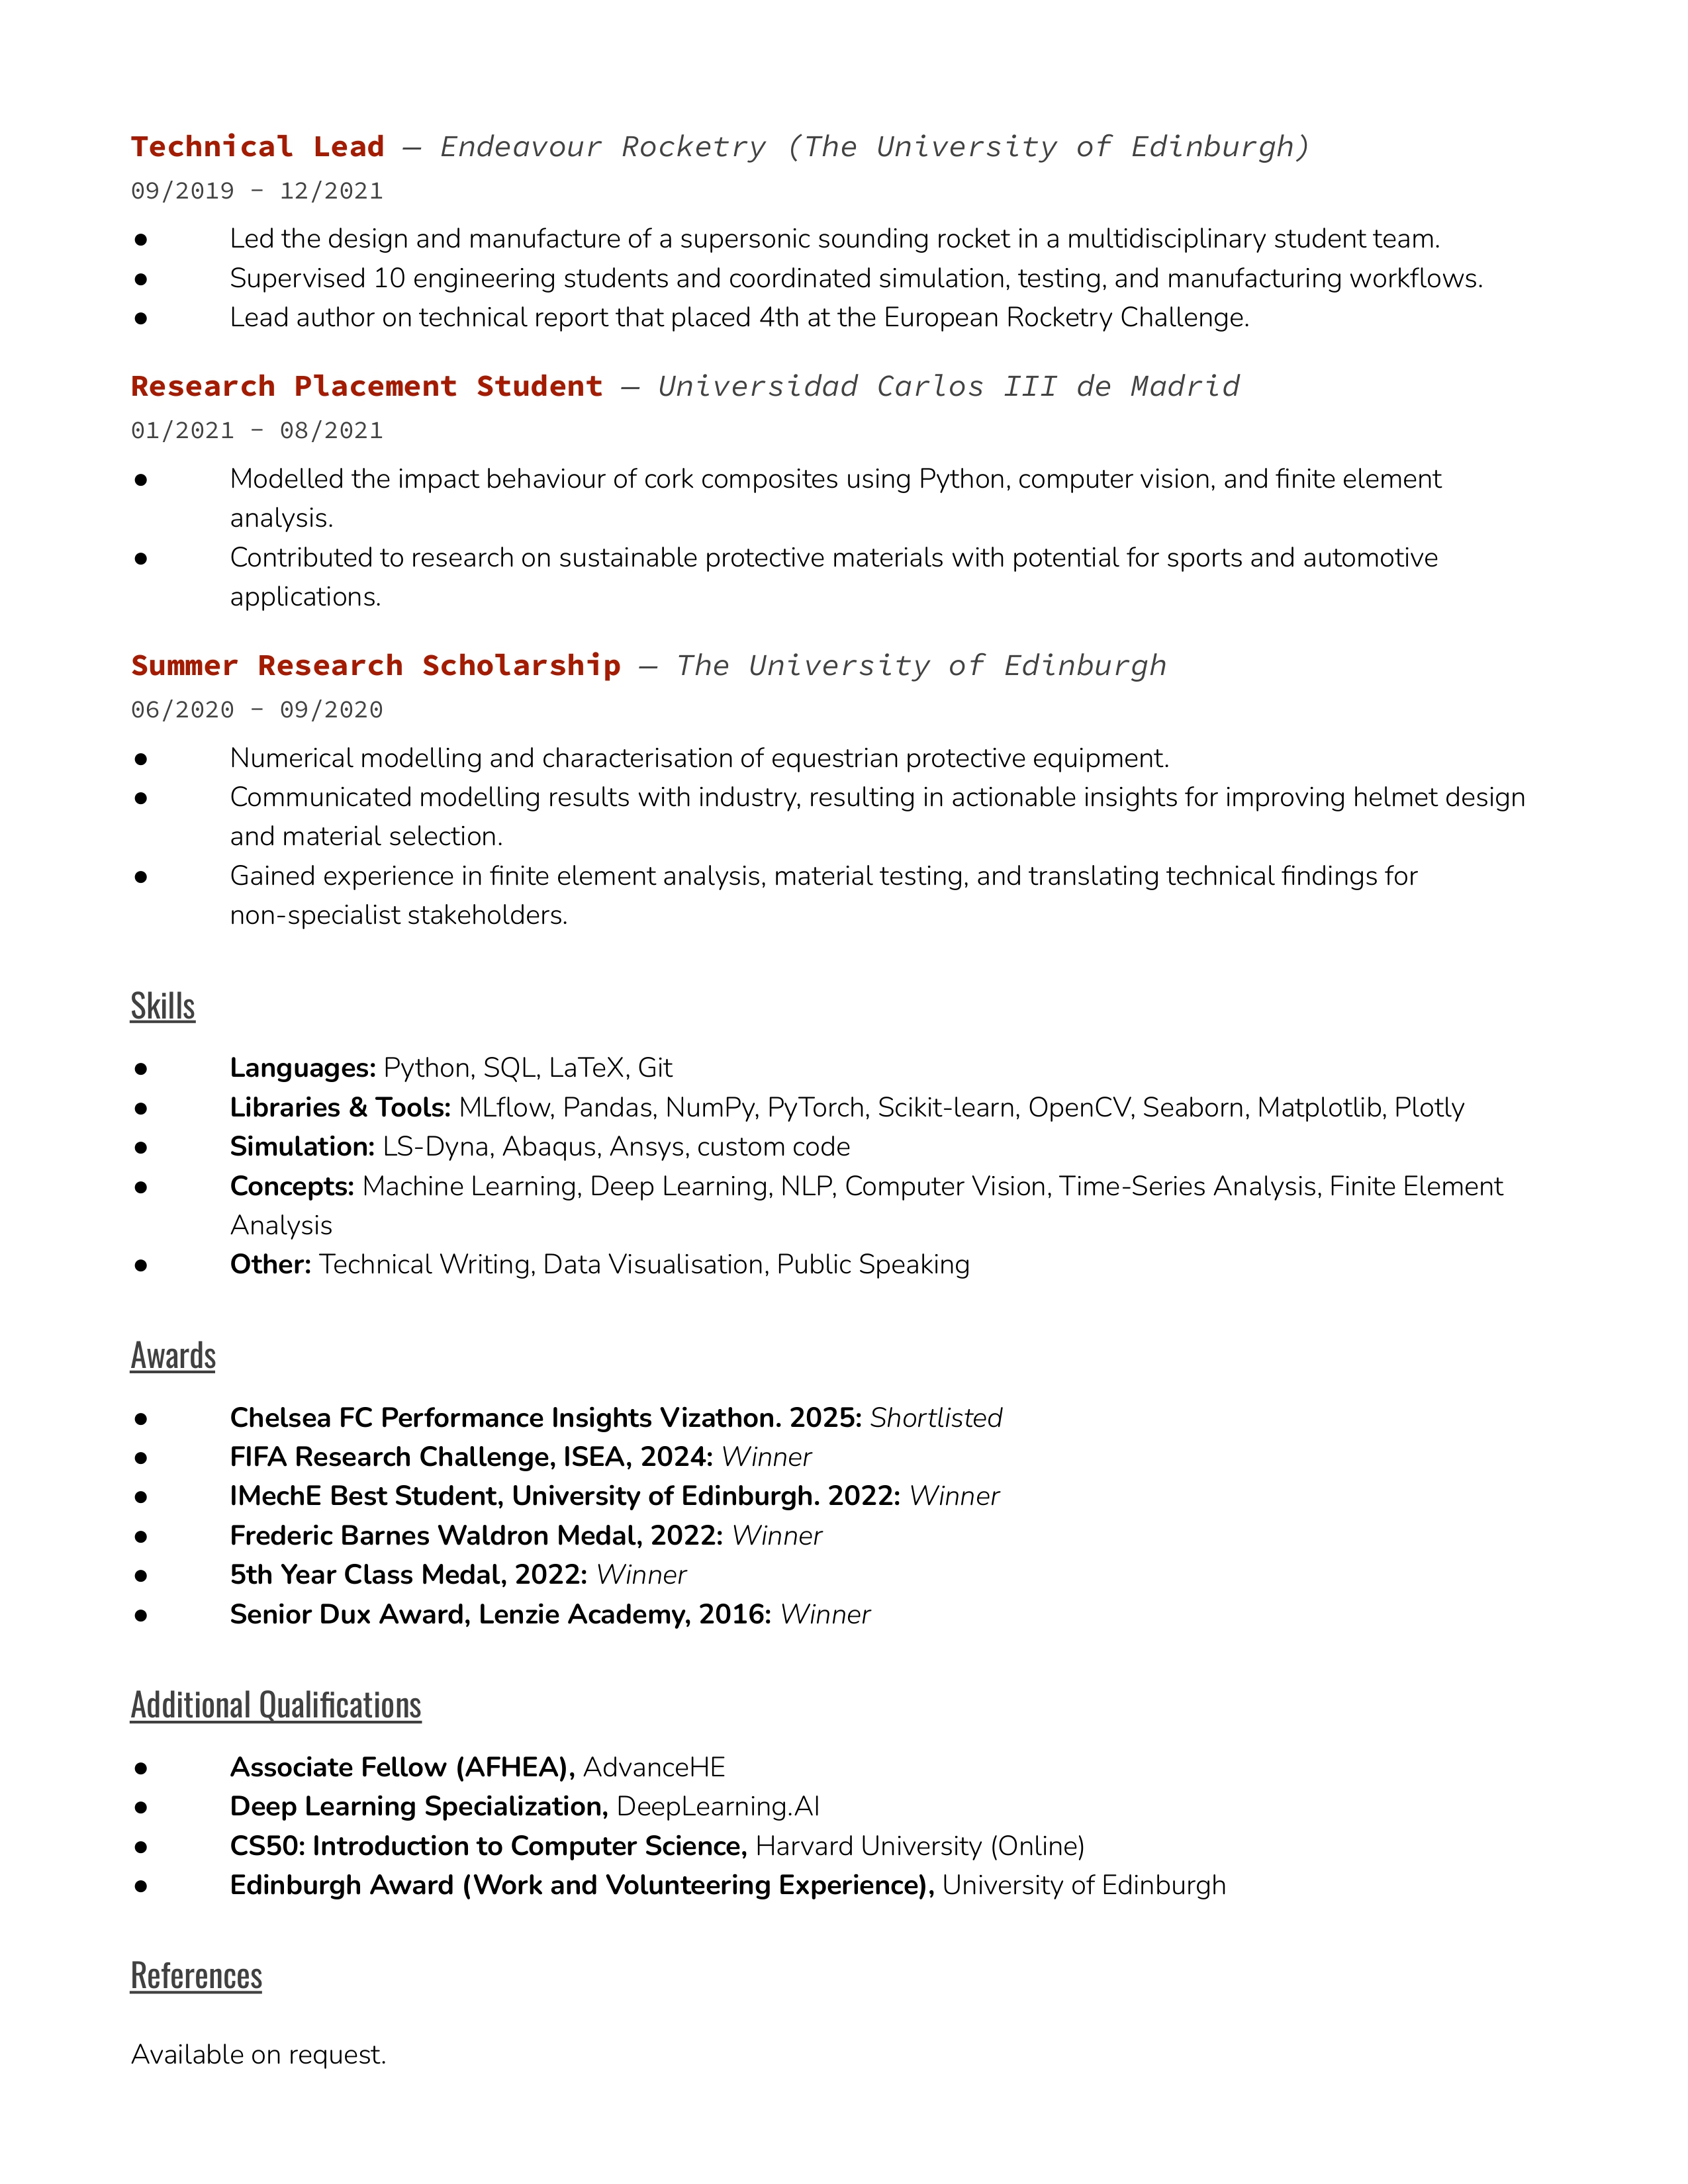 Technical Lead — Endeavour Rocketry (The University of Edinburgh)
09/2019 - 12/2021
● Led the design and manufacture of a supersonic sounding rocket in a multidisciplinary student team.
● Supervised 10 engineering students and coordinated simulation, testing, and manufacturing workflows.
● Lead author on technical report that placed 4th at the European Rocketry Challenge.
Research Placement Student — Universidad Carlos III de Madrid
01/2021 - 08/2021
● Modelled the impact behaviour of cork composites using Python, computer vision, and finite element
analysis.
● Contributed to research on sustainable protective materials with potential for sports and automotive
applications.
Summer Research Scholarship — The University of Edinburgh
06/2020 - 09/2020
● Numerical modelling and characterisation of equestrian protective equipment.
● Communicated modelling results with industry, resulting in actionable insights for improving helmet design
and material selection.
● Gained experience in finite element analysis, material testing, and translating technical findings for
non-specialist stakeholders.
Skills
● Languages: Python, SQL, LaTeX, Git
● Libraries & Tools: MLflow, Pandas, NumPy, PyTorch, Scikit-learn, OpenCV, Seaborn, Matplotlib, Plotly
● Simulation: LS-Dyna, Abaqus, Ansys, custom code
● Concepts: Machine Learning, Deep Learning, NLP, Computer Vision, Time-Series Analysis, Finite Element
Analysis
● Other: Technical Writing, Data Visualisation, Public Speaking
Awards
● Chelsea FC Performance Insights Vizathon. 2025: Shortlisted
● FIFA Research Challenge, ISEA, 2024: Winner
● IMechE Best Student, University of Edinburgh. 2022: Winner
● Frederic Barnes Waldron Medal, 2022: Winner
● 5th Year Class Medal, 2022: Winner
● Senior Dux Award, Lenzie Academy, 2016: Winner
Additional Qualifications
● Associate Fellow (AFHEA), AdvanceHE
● Deep Learning Specialization, DeepLearning.AI
● CS50: Introduction to Computer Science, Harvard University (Online)
● Edinburgh Award (Work and Volunteering Experience), University of Edinburgh
References
Available on request.